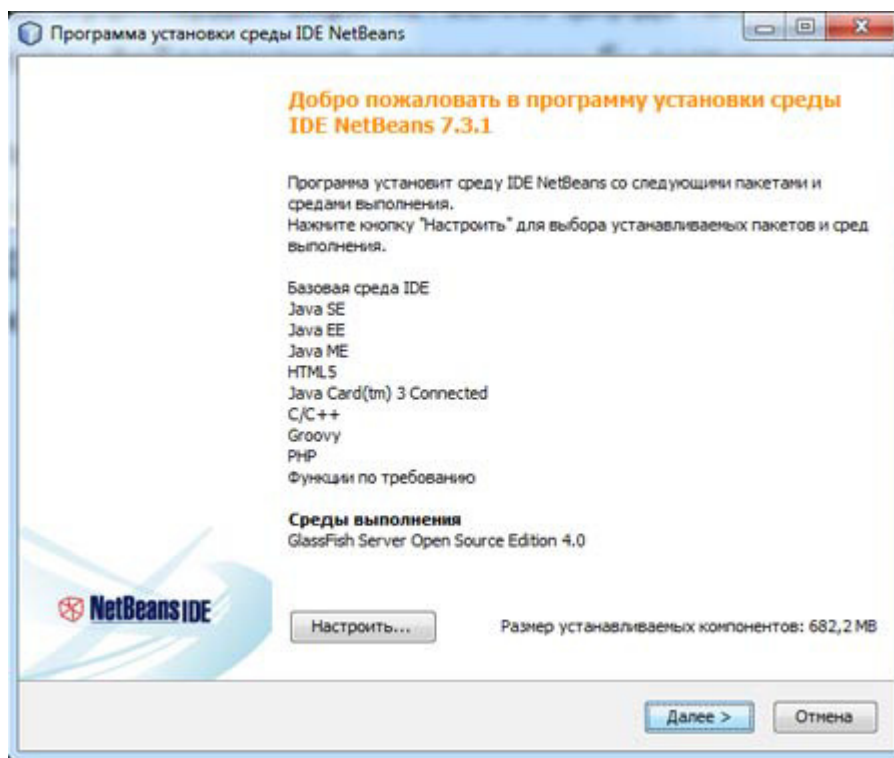 Программа установки среды IDE NetBeans
Добро пожаловать в программу установки среды
IDE NetBeans 7.3.1
Программа установит среду IDE NetBeans со следующими пакетами и
средами выполнения.
Нажмите кнопку "Настроить" для выбора устанавливаемых пакетов и сред
выполнения.
Базовая среда IDE
Java SE
Java EE
Java ME
HTML5
Java Card(tm) 3 Connected
C/C++
Groovy
PHP
Функции по требованию
Среды выполнения
GlassFish Server Open Source Edition 4.0
NetBeans IDE
Настроить... Размер устанавливаемых компонентов: 682,2 MB
Далее > Отмена